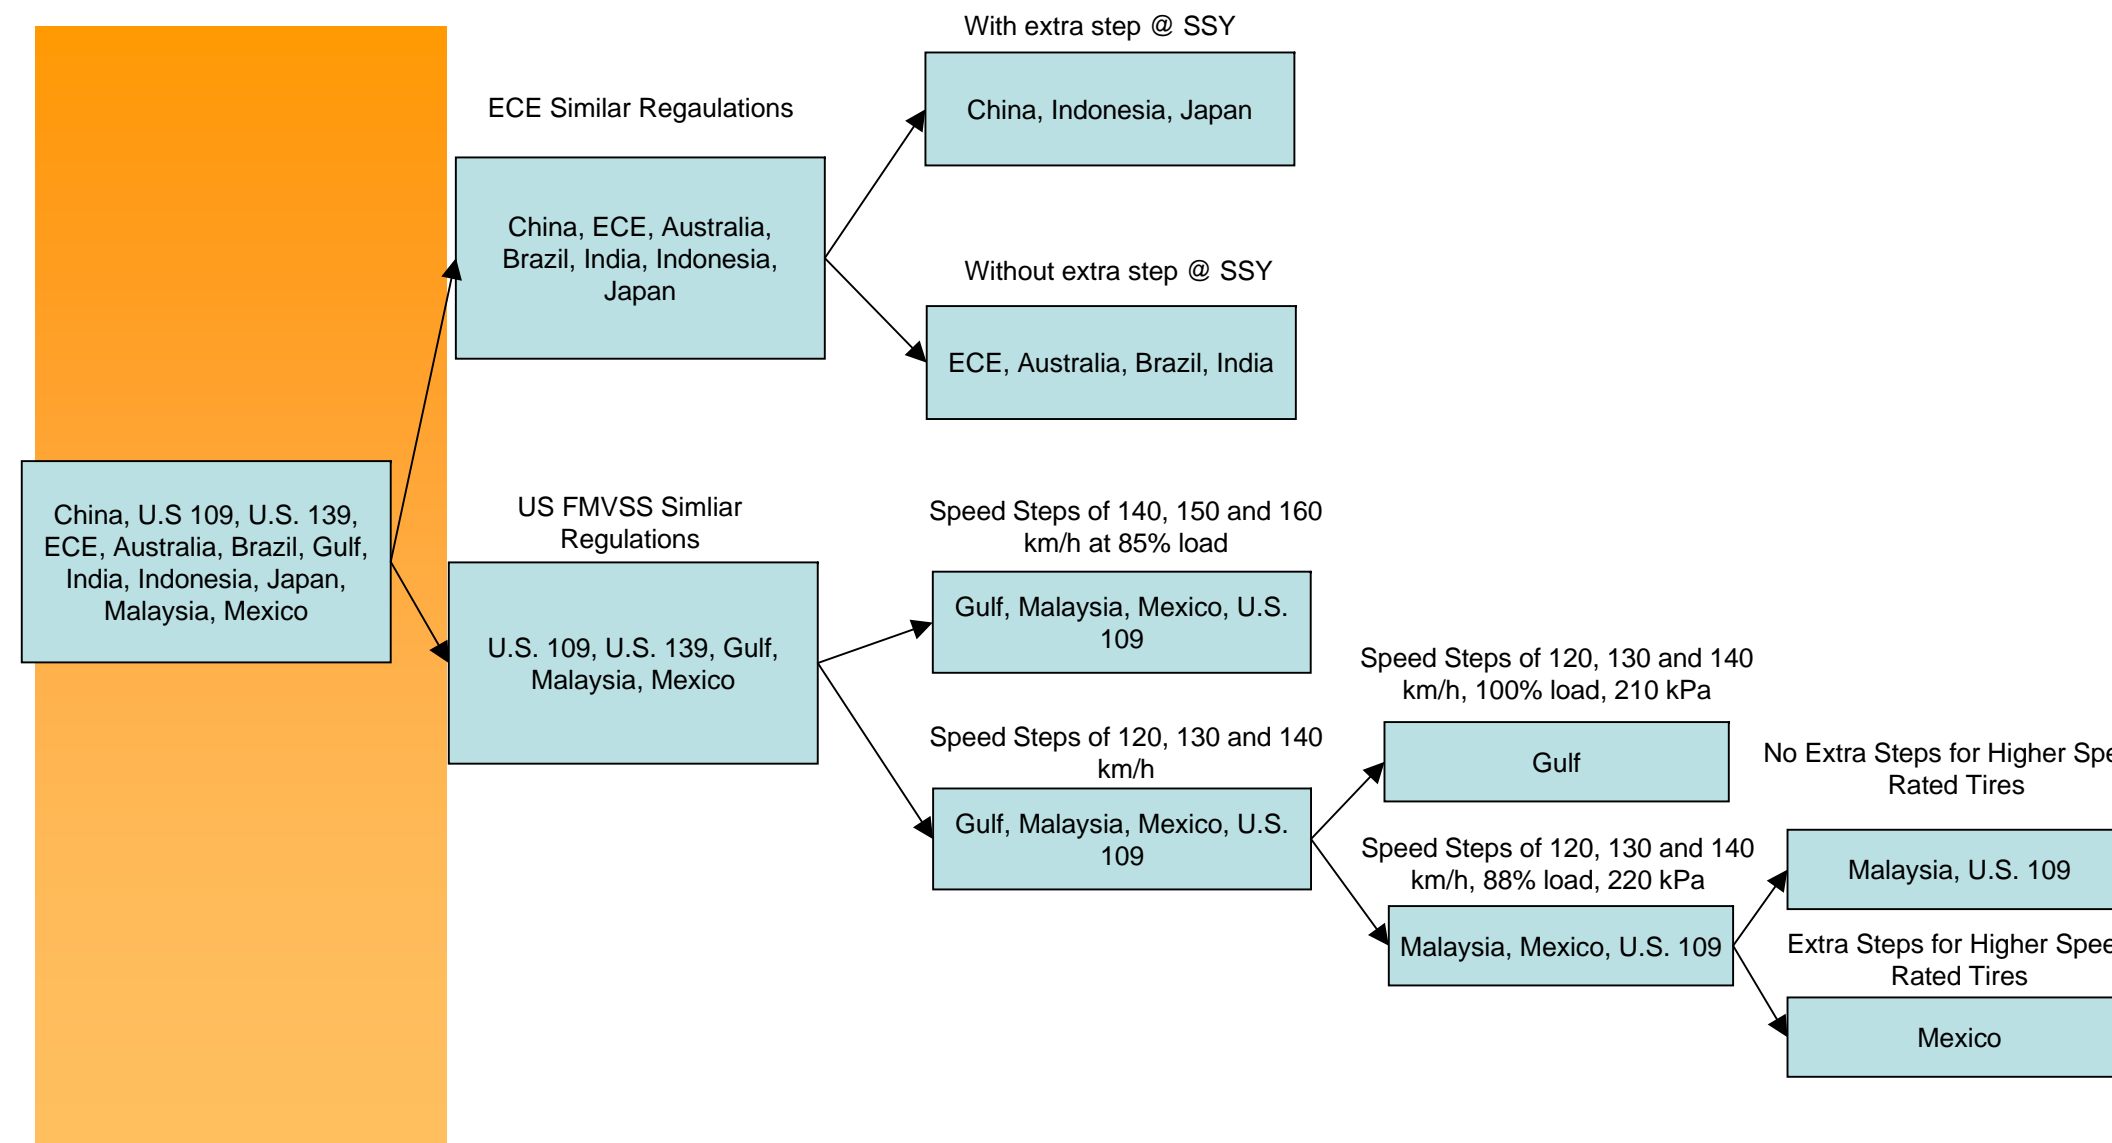 With extra step @ SSY
China, Indonesia, Japan
ECE Similar Regaulations
China, ECE, Australia,
Brazil, India, Indonesia,
Japan
Without extra step @ SSY
ECE, Australia, Brazil, India
China, U.S 109, U.S. 139,
ECE, Australia, Brazil, Gulf,
India, Indonesia, Japan,
Malaysia, Mexico
US FMVSS Simliar
Regulations
U.S. 109, U.S. 139, Gulf,
Malaysia, Mexico
Speed Steps of 140, 150 and 160
km/h at 85% load
Gulf, Malaysia, Mexico, U.S.
109
Speed Steps of 120, 130 and 140
km/h
Gulf, Malaysia, Mexico, U.S.
109
Speed Steps of 120, 130 and 140
km/h, 100% load, 210 kPa
Gulf
Speed Steps of 120, 130 and 140
km/h, 88% load, 220 kPa
Malaysia, Mexico, U.S. 109
No Extra Steps for Higher Spe
Rated Tires
Malaysia, U.S. 109
Extra Steps for Higher Spee
Rated Tires
Mexico